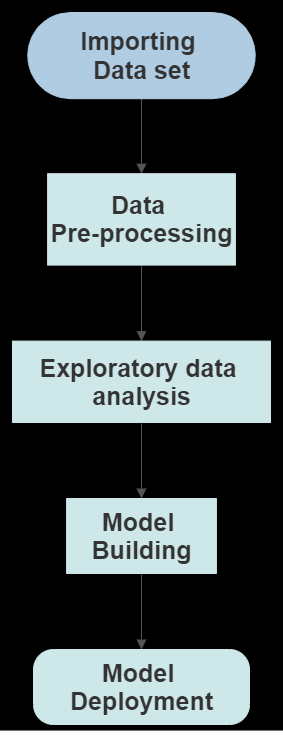 Importing
Data set
Data
Pre-processing
Exploratory data
analysis
Model
Building
Model
Deployment